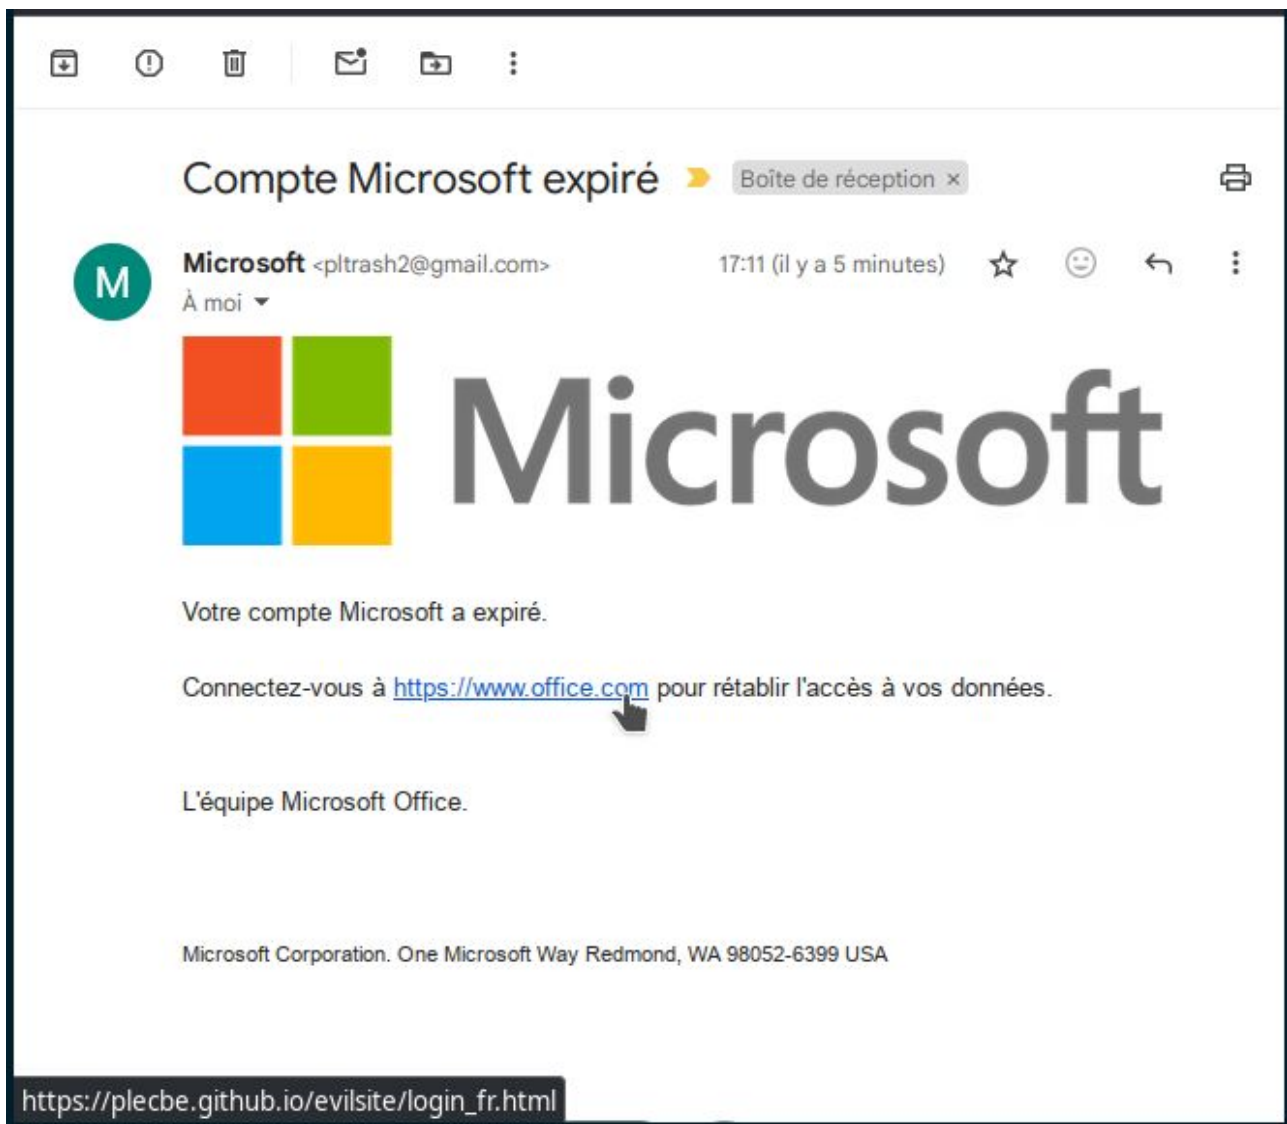 Compte Microsoft expiré Boîte de réception ×
M
Microsoft <pltrash2@gmail.com> 17:11 (il y a 5 minutes)
À moi
Microsoft
Votre compte Microsoft a expiré.
Connectez-vous à https://www.office.com pour rétablir l'accès à vos données.
L'équipe Microsoft Office.
Microsoft Corporation. One Microsoft Way Redmond, WA 98052-6399 USA
https://plecbe.github.io/evilsite/login_fr.html